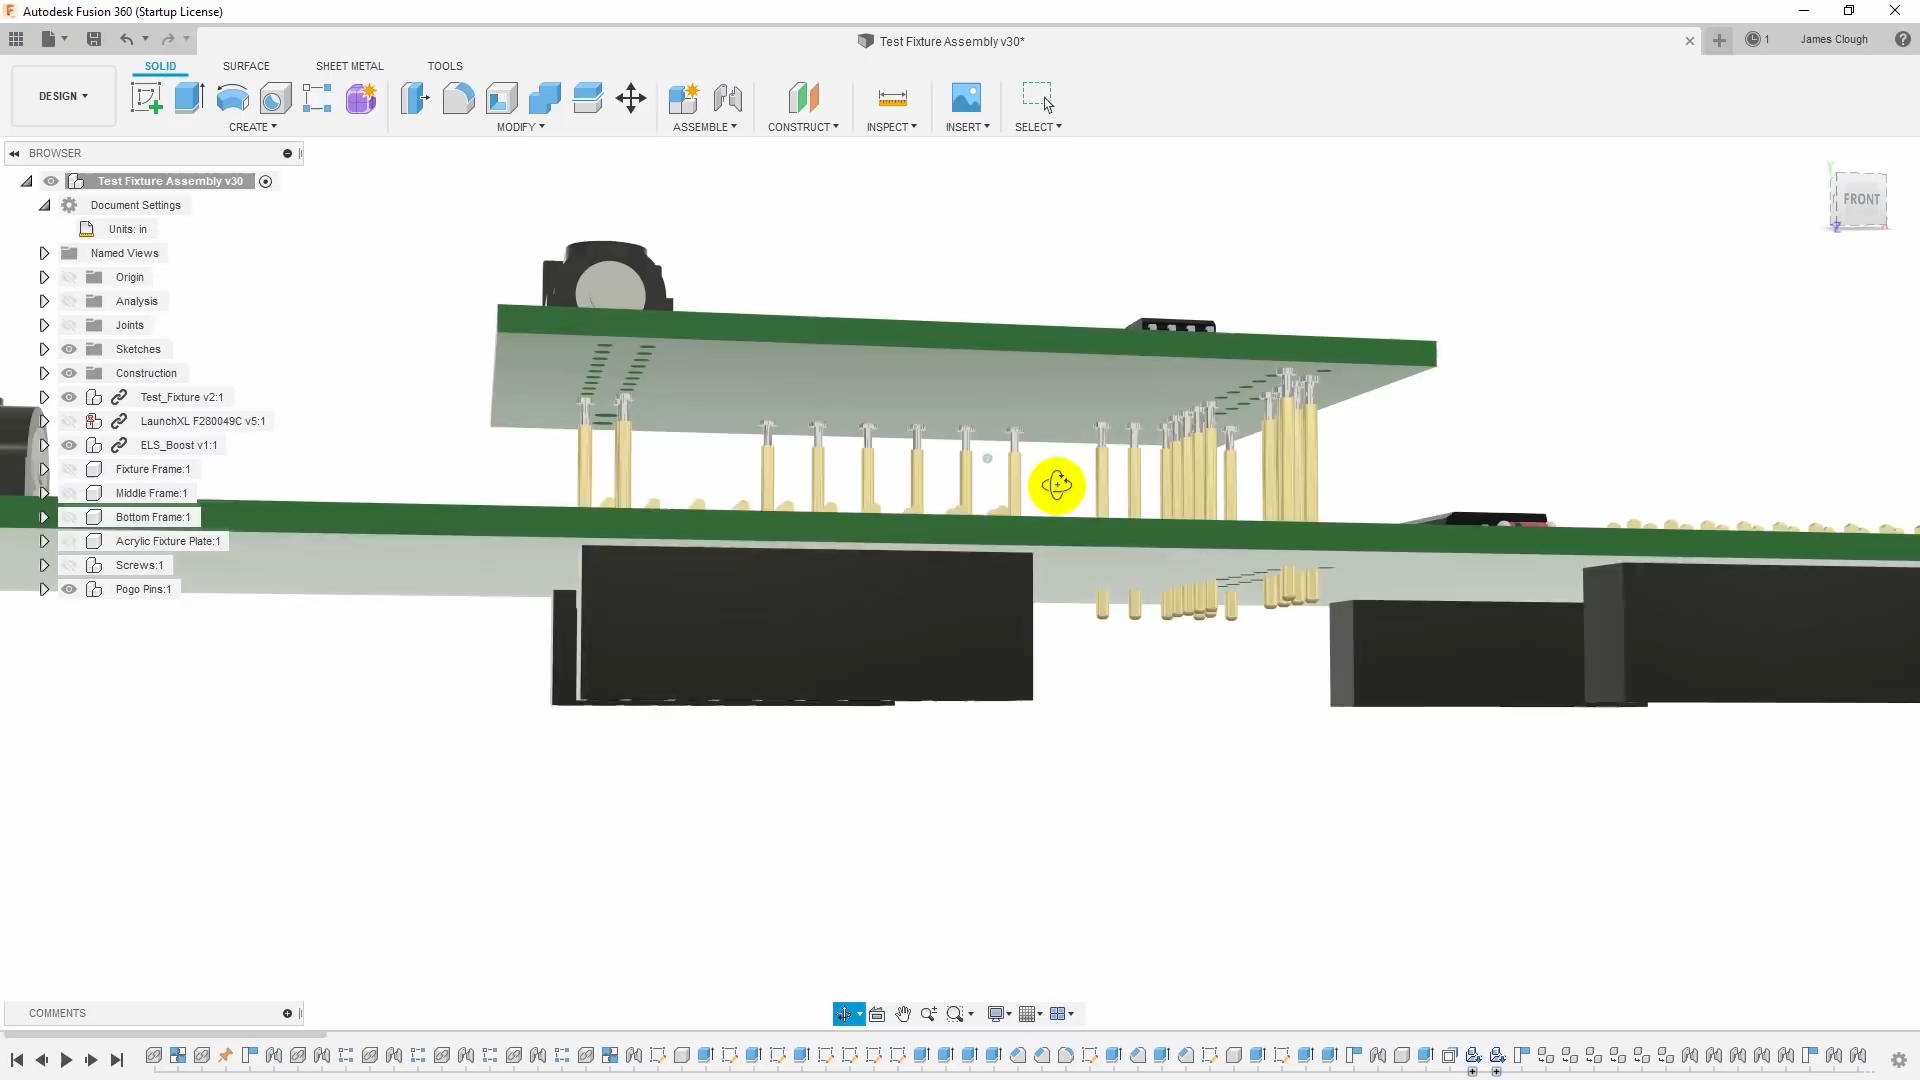 Autodesk Fusion 360 (Startup License)
Test Fixture Assembly v30*
1
James Clough
DESIGN
SOLID SURFACE SHEET METAL TOOLS
CREATE MODIFY ASSEMBLE CONSTRUCT INSPECT INSERT SELECT
BROWSER
Test Fixture Assembly v30
Document Settings
Units: in
Named Views
Origin
Analysis
Joints
Sketches
Construction
Test_Fixture v2:1
LaunchXL F280049C v5:1
ELS_Boost v1:1
Fixture Frame:1
Middle Frame:1
Bottom Frame:1
Acrylic Fixture Plate:1
Screws:1
Pogo Pins:1
Y
FRONT
Z
COMMENTS